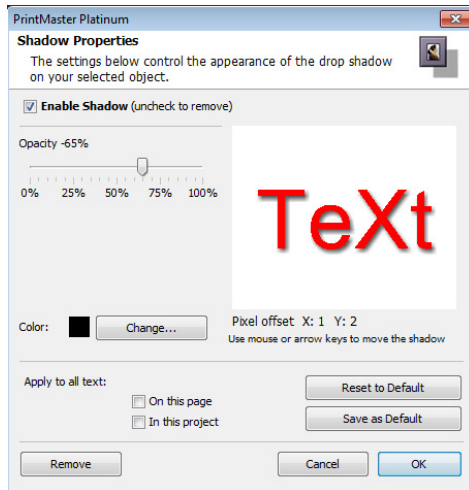 PrintMaster Platinum
Shadow Properties
The settings below control the appearance of the drop shadow
on your selected object.
Enable Shadow (uncheck to remove)
Opacity -65%
0% 25% 50% 75% 100%
TeXt
Color:
Change...
Pixel offset X: 1 Y: 2
Use mouse or arrow keys to move the shadow
Apply to all text:
On this page
In this project
Reset to Default
Save as Default
Remove
Cancel
OK